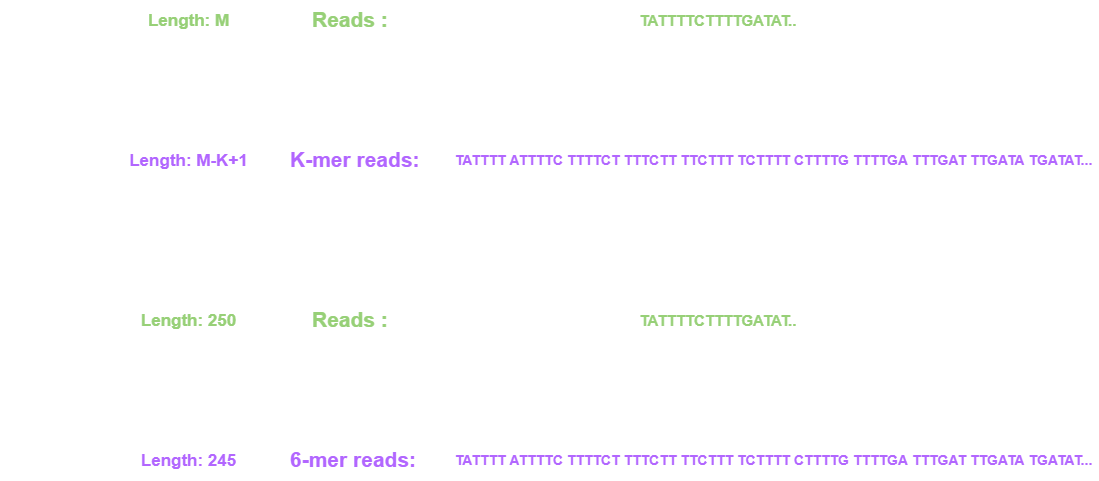 Length: M Reads : TATTTTCTTTTGATAT..
Length: M-K+1 K-mer reads: TATTTT ATTTTC TTTTCT TTTCTT TTCTTT TCTTTT CTTTTG TTTTGA TTTGAT TTGATA TGATAT...
Length: 250 Reads : TATTTTCTTTTGATAT..
Length: 245 6-mer reads: TATTTT ATTTTC TTTTCT TTTCTT TTCTTT TCTTTT CTTTTG TTTTGA TTTGAT TTGATA TGATAT...